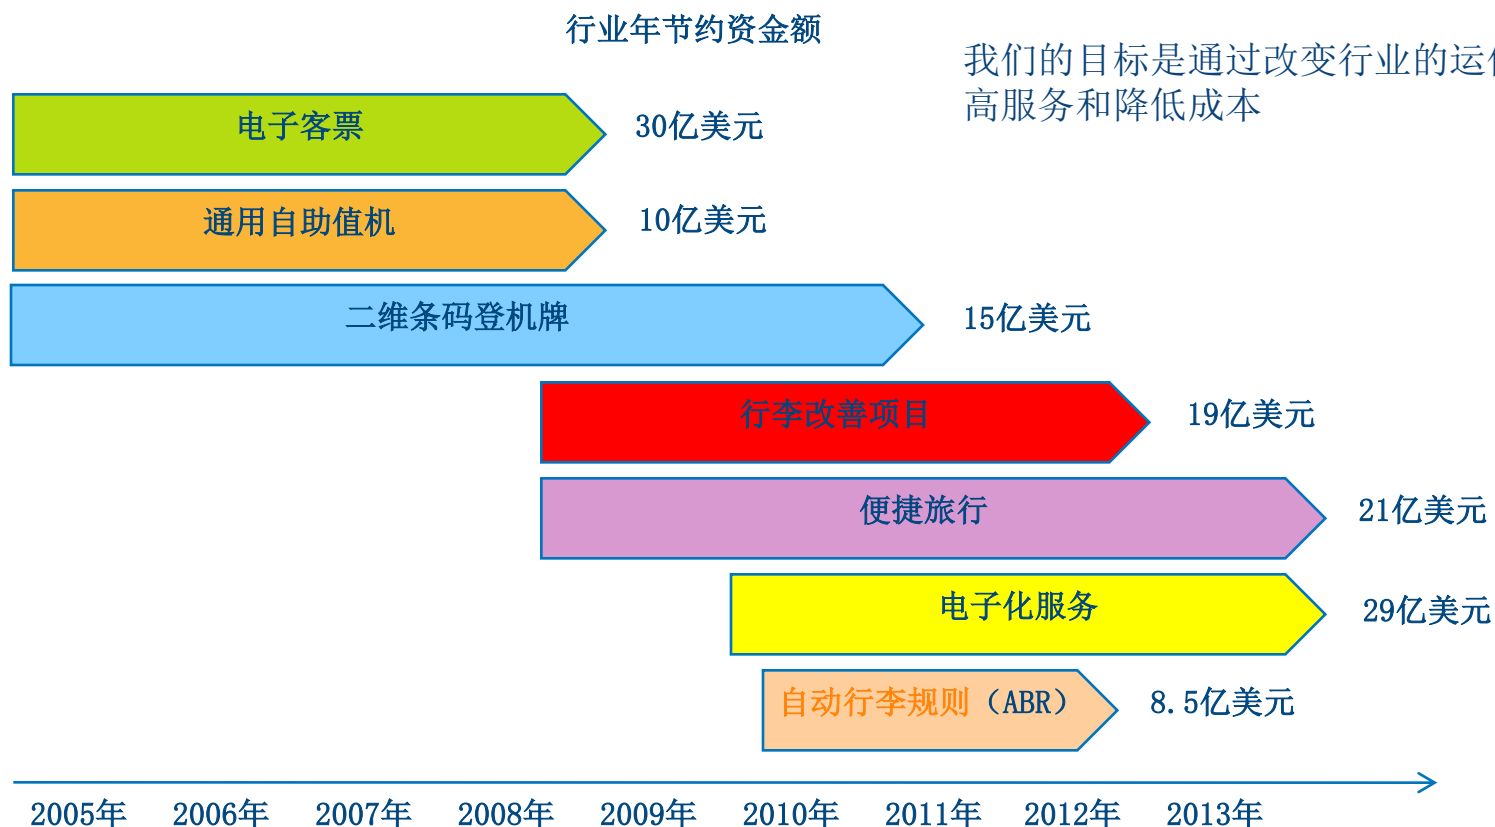 行业年节约资金额
我们的目标是通过改变行业的运
高服务和降低成本
电子客票
30亿美元
通用自助值机
10亿美元
二维条码登机牌
15亿美元
行李改善项目
19亿美元
便捷旅行
21亿美元
电子化服务
29亿美元
自动行李规则（ABR）
8.5亿美元
2005年 2006年 2007年 2008年 2009年 2010年 2011年 2012年 2013年